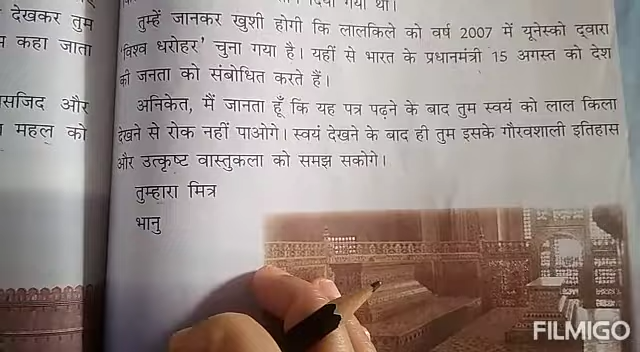 देखकर तुम
कहा जाता
सजिद और
महल को
दिया गया था।
तुम्हें जानकर खुशी होगी कि लालकिले को वर्ष 2007 में यूनेस्को द्वारा
'विश्व धरोहर' चुना गया है। यहीं से भारत के प्रधानमंत्री 15 अगस्त को देश
की जनता को संबोधित करते हैं।
अनिकेत, मैं जानता हूँ कि यह पत्र पढ़ने के बाद तुम स्वयं को लाल किला
देखने से रोक नहीं पाओगे। स्वयं देखने के बाद ही तुम इसके गौरवशाली इतिहास
और उत्कृष्ट वास्तुकला को समझ सकोगे।
तुम्हारा मित्र
भानु
FILMIGO